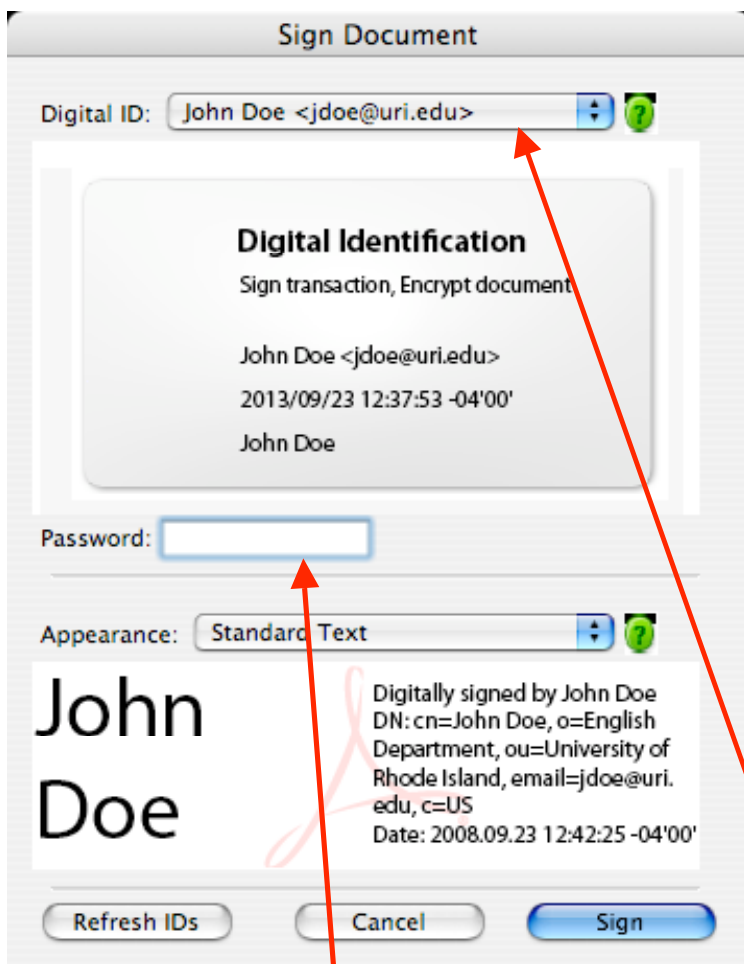 Sign Document
Digital ID: John Doe <jdoe@uri.edu> ?
Digital Identification
Sign transaction, Encrypt document
John Doe <jdoe@uri.edu>
2013/09/23 12:37:53 -04'00'
John Doe
Password:
Appearance: Standard Text ?
John
Doe
Digitally signed by John Doe
DN: cn=John Doe, o=English
Department, ou=University of
Rhode Island, email=jdoe@uri.
edu, c=US
Date: 2008.09.23 12:42:25 -04'00'
Refresh IDs Cancel Sign